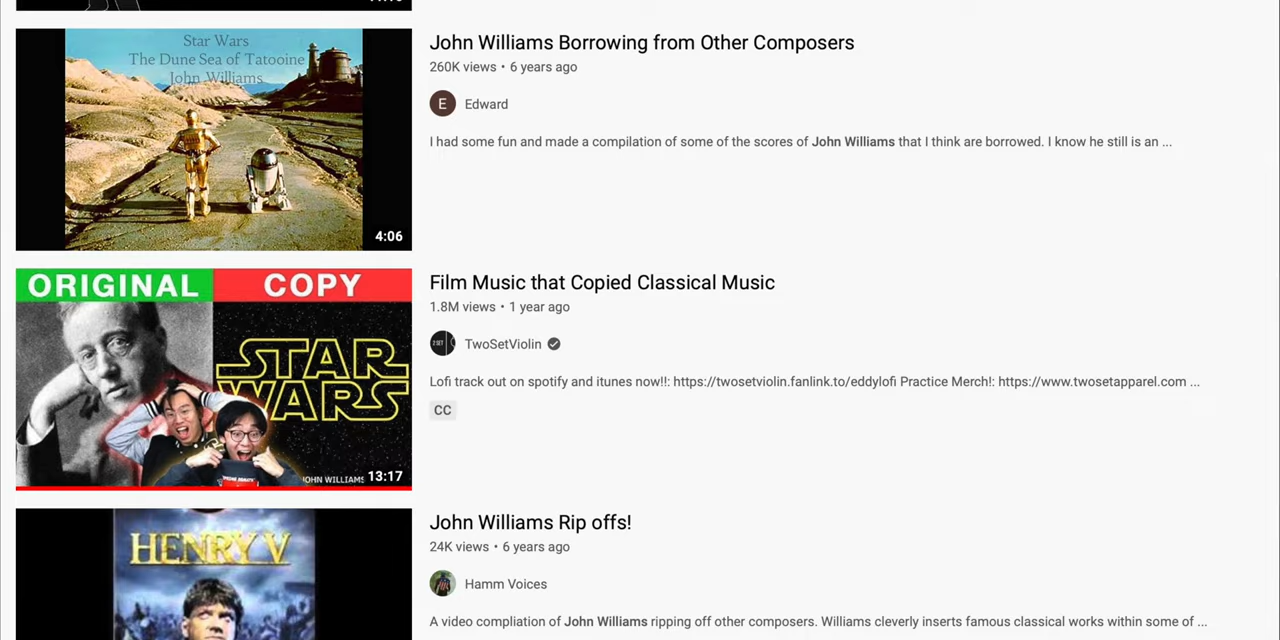 Star Wars
The Dune Sea of Tatooine
John Williams
4:06
John Williams Borrowing from Other Composers
260K views • 6 years ago
E Edward
I had some fun and made a compilation of some of the scores of John Williams that I think are borrowed. I know he still is an ...
ORIGINAL COPY
STAR
WARS
JOHN WILLIAMS 13:17
Film Music that Copied Classical Music
1.8M views • 1 year ago
TwoSetViolin
Lofi track out on spotify and itunes now!!: https://twosetviolin.fanlink.to/eddylofi Practice Merch!: https://www.twosetapparel.com ...
CC
HENRY V
John Williams Rip offs!
24K views • 6 years ago
Hamm Voices
A video compliation of John Williams ripping off other composers. Williams cleverly inserts famous classical works within some of ...